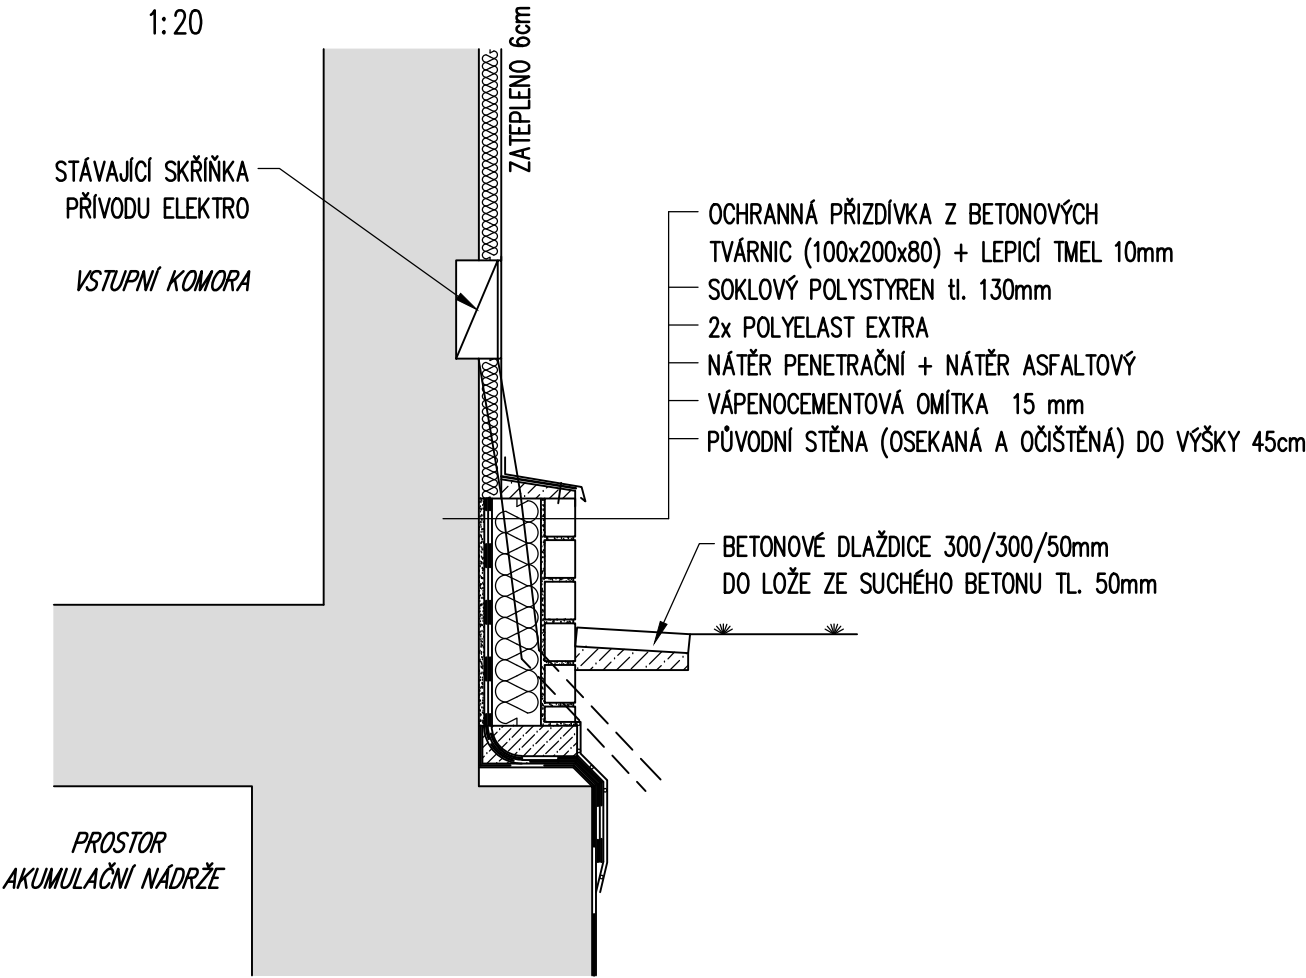 1:20
ZATEPLENO 6cm
STÁVAJÍCÍ SKŘÍŇKA
PŘÍVODU ELEKTRO
VSTUPNÍ KOMORA
OCHRANNÁ PŘIZDÍVKA Z BETONOVÝCH
TVÁRNIC (100x200x80) + LEPICÍ TMEL 10mm
SOKLOVÝ POLYSTYREN tl. 130mm
2x POLYELAST EXTRA
NÁTĚR PENETRAČNÍ + NÁTĚR ASFALTOVÝ
VÁPENOCEMENTOVÁ OMÍTKA 15 mm
PŮVODNÍ STĚNA (OSEKANÁ A OČIŠTĚNÁ) DO VÝŠKY 45cm
BETONOVÉ DLAŽDICE 300/300/50mm
DO LOŽE ZE SUCHÉHO BETONU TL. 50mm
PROSTOR
AKUMULAČNÍ NÁDRŽE